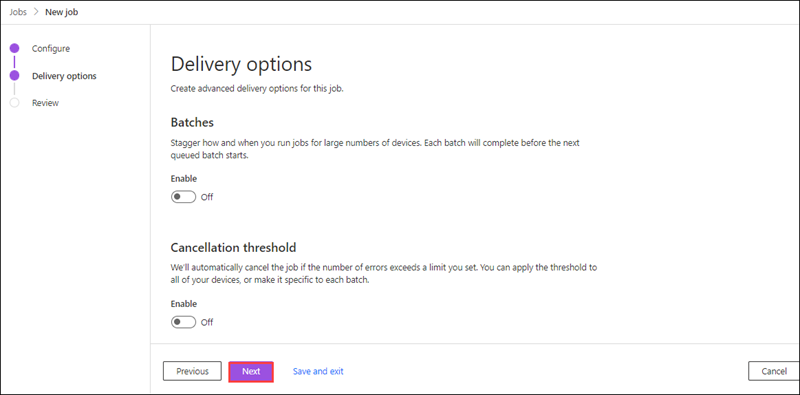 Jobs > New job
Configure
Delivery options
Review
Delivery options
Create advanced delivery options for this job.
Batches
Stagger how and when you run jobs for large numbers of devices. Each batch will complete before the next
queued batch starts.
Enable
Off
Cancellation threshold
We'll automatically cancel the job if the number of errors exceeds a limit you set. You can apply the threshold to
all of your devices, or make it specific to each batch.
Enable
Off
Previous Next Save and exit Cancel